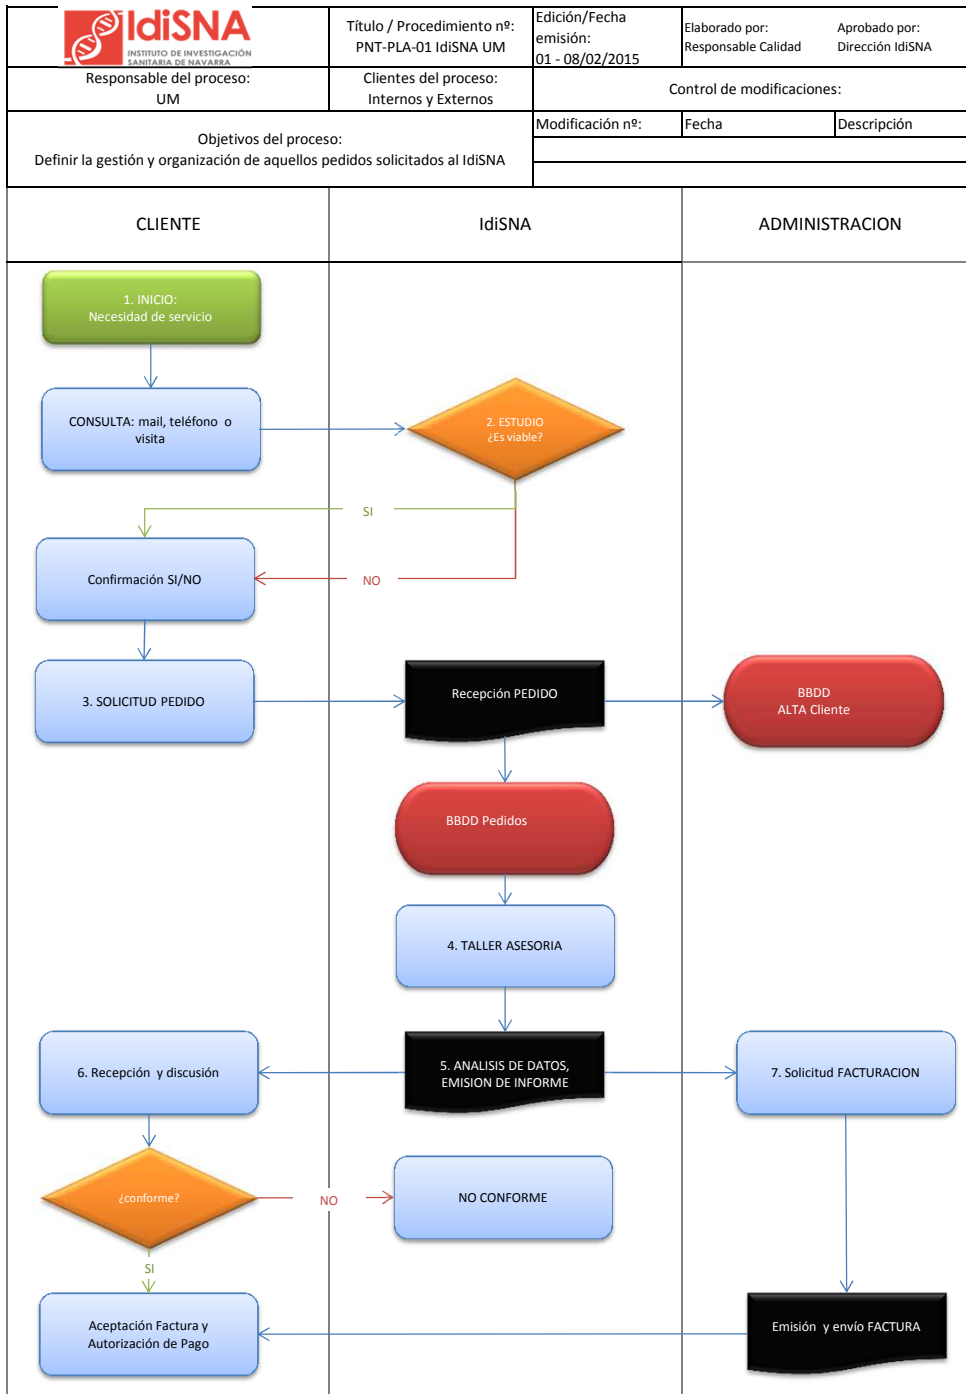 IdiSNA
INSTITUTO DE INVESTIGACIÓN
SANITARIA DE NAVARRA
Título / Procedimiento nº:
PNT-PLA-01 IdiSNA UM
Edición/Fecha
emisión:
01 - 08/02/2015
Elaborado por:
Responsable Calidad
Aprobado por:
Dirección IdiSNA
Responsable del proceso:
UM
Clientes del proceso:
Internos y Externos
Control de modificaciones:
Objetivos del proceso:
Definir la gestión y organización de aquellos pedidos solicitados al IdiSNA
Modificación nº:
Fecha
Descripción
CLIENTE
IdiSNA
ADMINISTRACION
1. INICIO:
Necesidad de servicio
CONSULTA: mail, teléfono o
visita
2. ESTUDIO
¿Es viable?
SI
Confirmación SI/NO
NO
3. SOLICITUD PEDIDO
Recepción PEDIDO
BBDD
ALTA Cliente
BBDD Pedidos
4. TALLER ASESORIA
6. Recepción y discusión
5. ANALISIS DE DATOS,
EMISION DE INFORME
7. Solicitud FACTURACION
¿conforme?
NO
NO CONFORME
SI
Aceptación Factura y
Autorización de Pago
Emisión y envío FACTURA